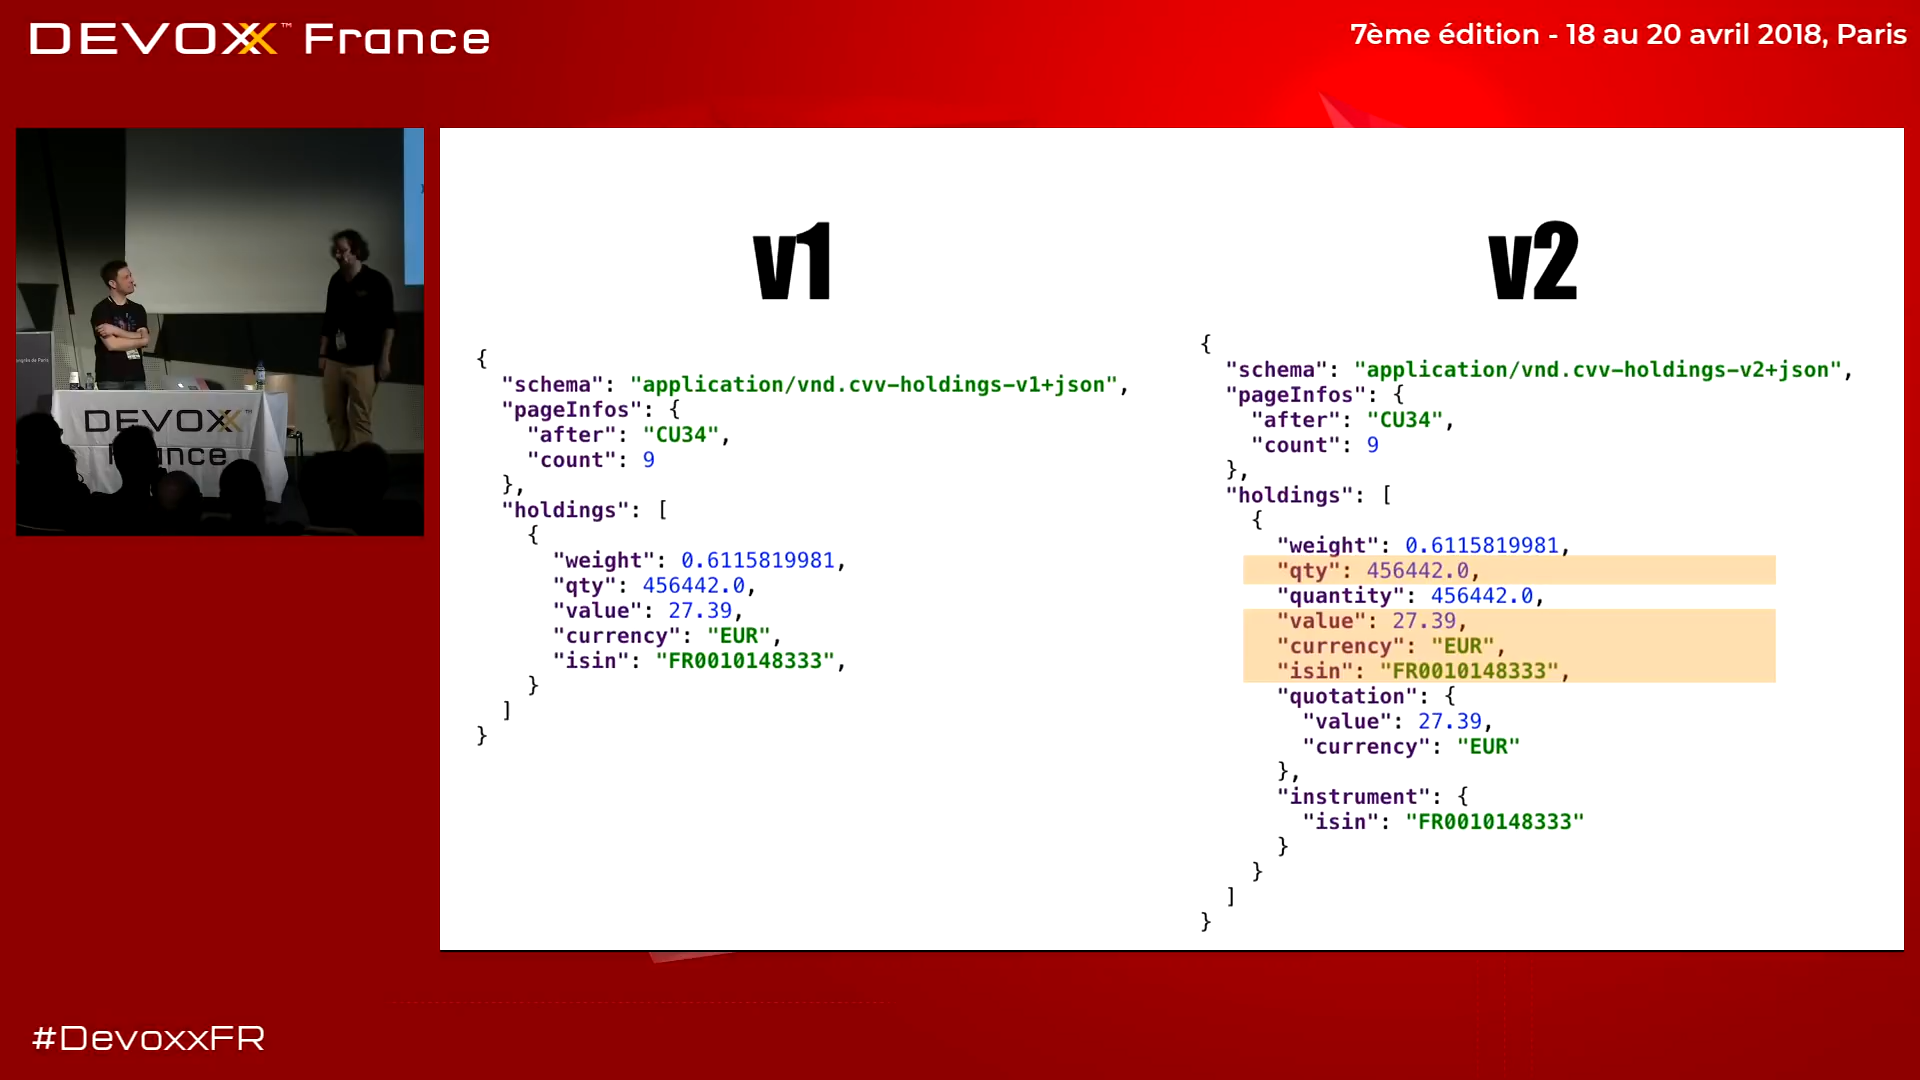 DEVOXX™ France
7ème édition - 18 au 20 avril 2018, Paris
DEVOXX™
France
v1
{
  "schema": "application/vnd.cvv-holdings-v1+json",
  "pageInfos": {
    "after": "CU34",
    "count": 9
  },
  "holdings": [
    {
      "weight": 0.6115819981,
      "qty": 456442.0,
      "value": 27.39,
      "currency": "EUR",
      "isin": "FR0010148333",
    }
  ]
}
v2
{
  "schema": "application/vnd.cvv-holdings-v2+json",
  "pageInfos": {
    "after": "CU34",
    "count": 9
  },
  "holdings": [
    {
      "weight": 0.6115819981,
      "qty": 456442.0,
      "quantity": 456442.0,
      "value": 27.39,
      "currency": "EUR",
      "isin": "FR0010148333",
      "quotation": {
        "value": 27.39,
        "currency": "EUR"
      },
      "instrument": {
        "isin": "FR0010148333"
      }
    }
  ]
}
#DevoxxFR